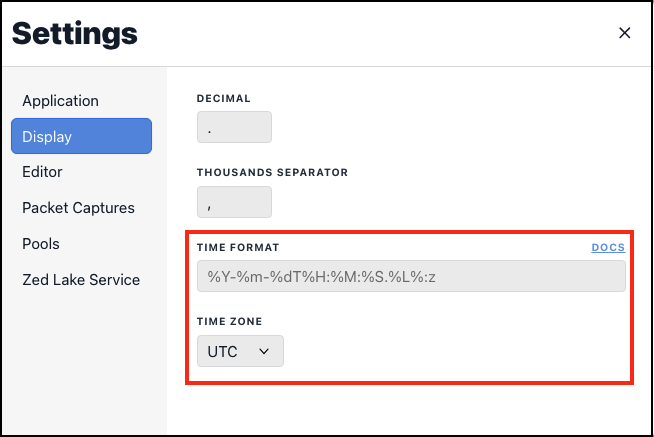 Settings
Application
Display
Editor
Packet Captures
Pools
Zed Lake Service
DECIMAL
.
THOUSANDS SEPARATOR
,
TIME FORMAT DOCS
%Y-%m-%dT%H:%M:%S.%L%:z
TIME ZONE
UTC